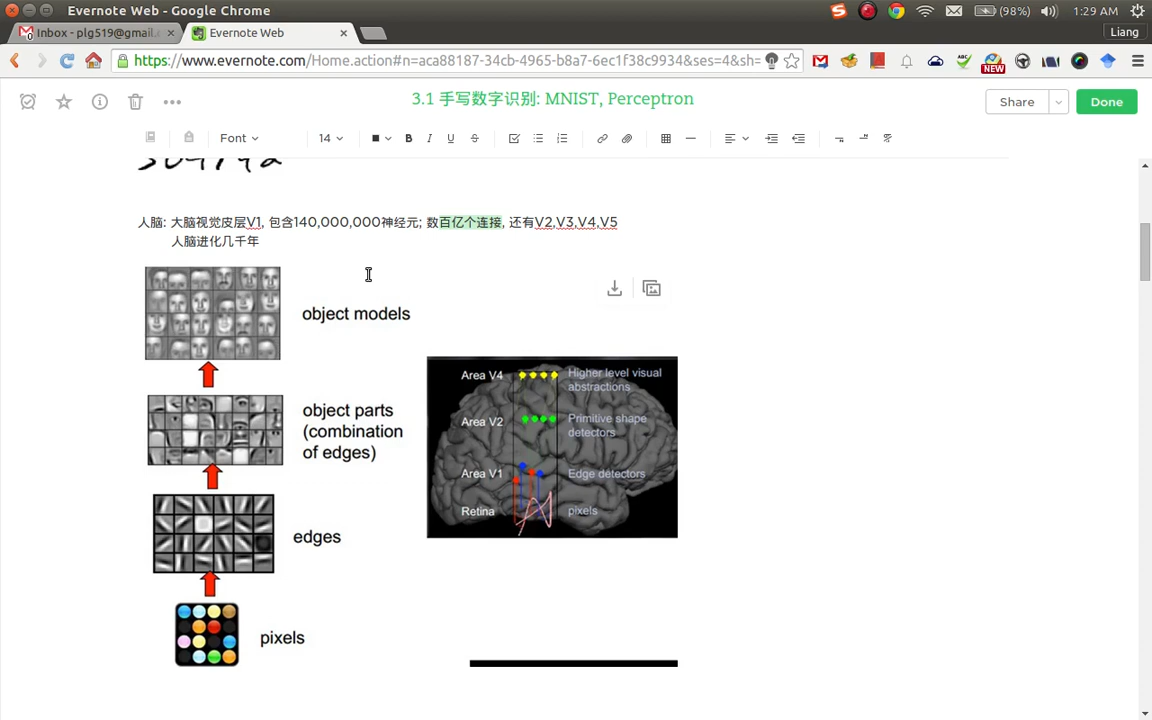 Evernote Web - Google Chrome
(98%)
1:29 AM
Inbox - plg519@gmail.
Evernote Web
Liang
https://www.evernote.com/Home.action#n=aca88187-34cb-4965-b8a7-6ec1f38c9934&ses=4&sh=
NEW
3.1 手写数字识别: MNIST, Perceptron
Share
Done
Font
14
B
I
U
人脑: 大脑视觉皮层V1, 包含140,000,000神经元; 数百亿个连接, 还有V2,V3,V4,V5
人脑进化几千年
object models
object parts
(combination
of edges)
edges
pixels
Area V4
Higher level visual
abstractions
Area V2
Primitive shape
detectors
Area V1
Edge detectors
Retina
pixels